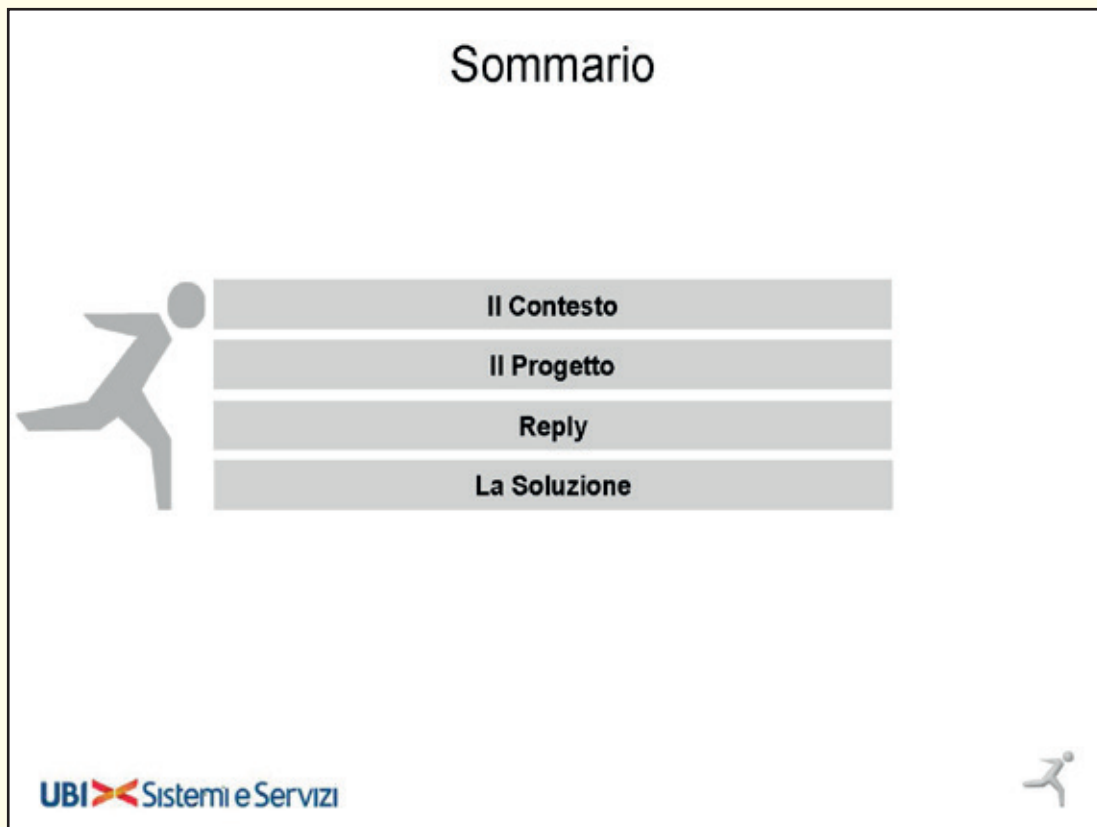 Sommario
Il Contesto
Il Progetto
Reply
La Soluzione
UBI Sistemi e Servizi